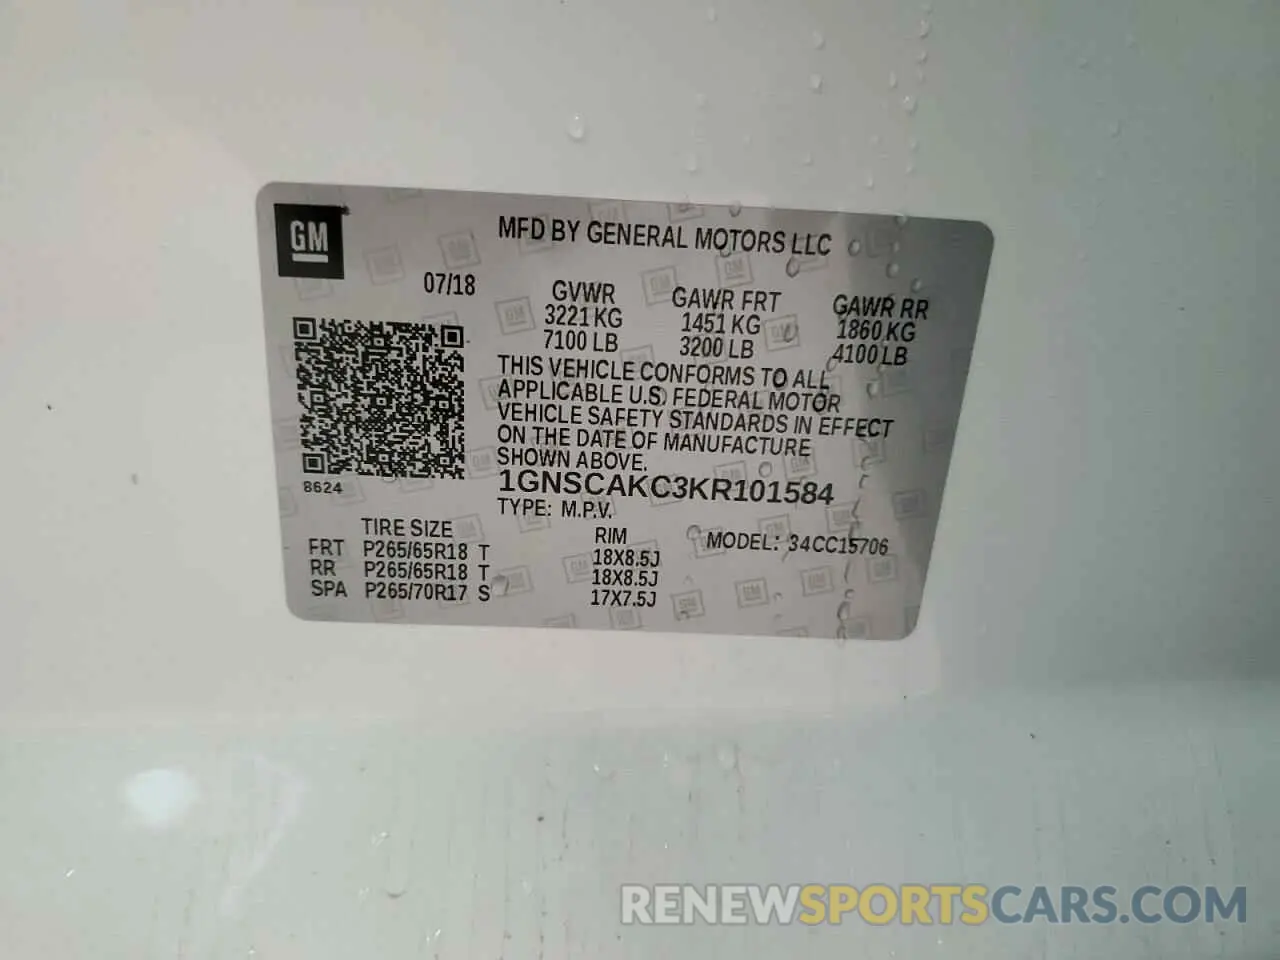 GM
MFD BY GENERAL MOTORS LLC
07/18
GVWR GAWR FRT GAWR RR
3221 KG 1451 KG 1860 KG
7100 LB 3200 LB 4100 LB
THIS VEHICLE CONFORMS TO ALL
APPLICABLE U.S. FEDERAL MOTOR
VEHICLE SAFETY STANDARDS IN EFFECT
ON THE DATE OF MANUFACTURE
SHOWN ABOVE.
8624
1GNSCAKC3KR101584
TYPE: M.P.V.
TIRE SIZE RIM MODEL: 34CC15706
FRT P265/65R18 T 18X8.5J
RR P265/65R18 T 18X8.5J
SPA P265/70R17 S 17X7.5J
RENEWSPORTSCARS.COM